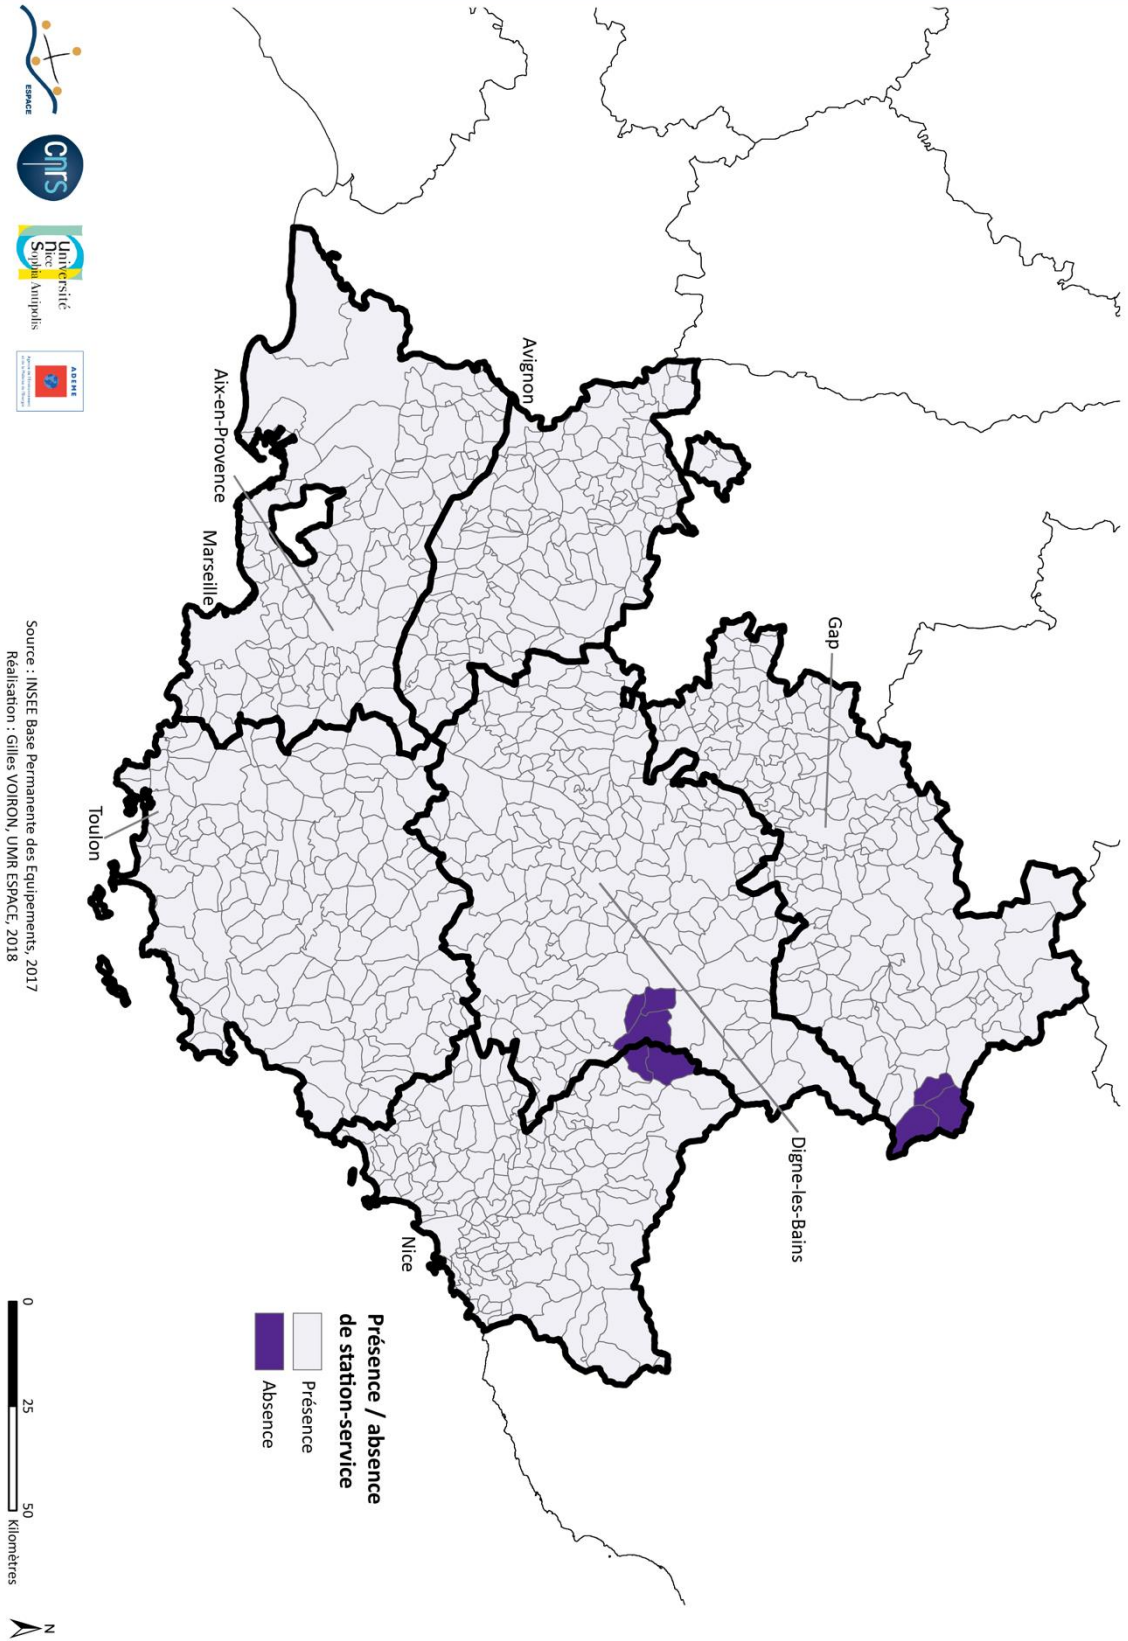 Gap
Digne-les-Bains
Avignon
Aix-en-Provence
Marseille
Nice
Toulon
Présence / absence
de station-service
Présence
Absence
0 25 50
Kilomètres
N
Source : INSEE Base Permanente des Equipements, 2017
Réalisation : Gilles VOIRON, UMR ESPACE, 2018
ESPACE
cnrs
Université
nice
Sophia Antipolis
ADEME